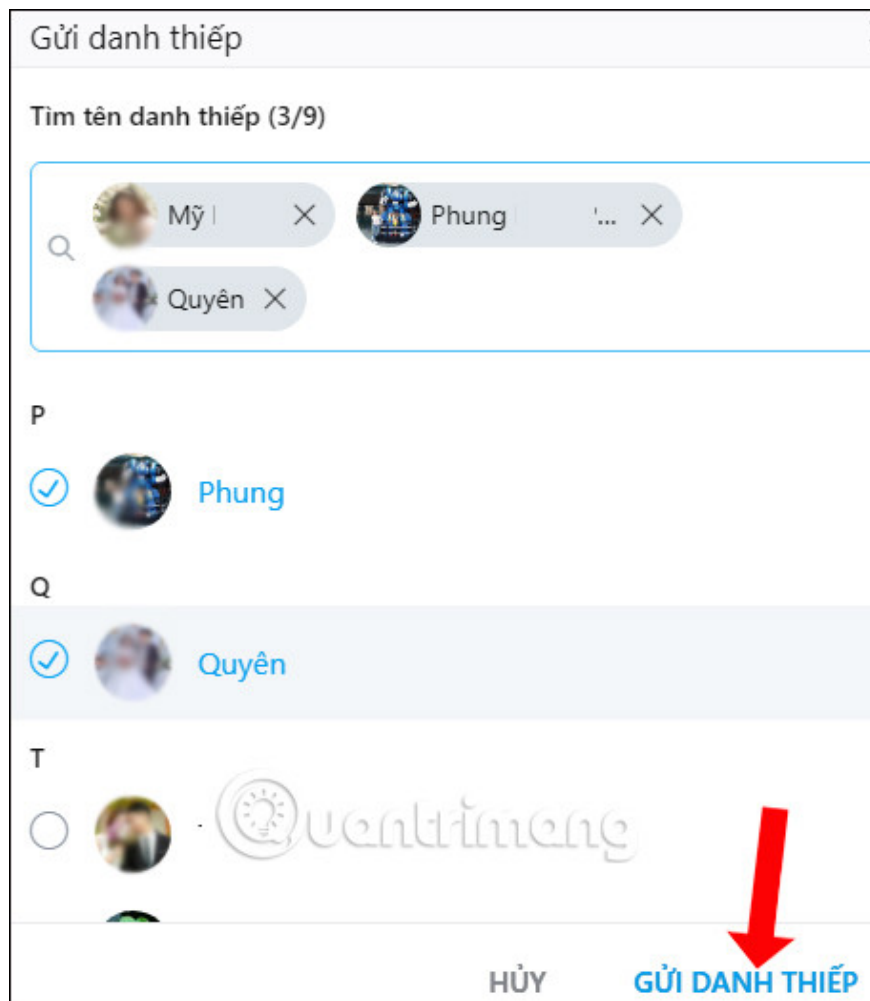 Gửi danh thiếp
Tìm tên danh thiếp (3/9)
Mỹ Phung ...
Quyên
P
Phung
Q
Quyên
T
Quantrimang
HỦY GỬI DANH THIẾP